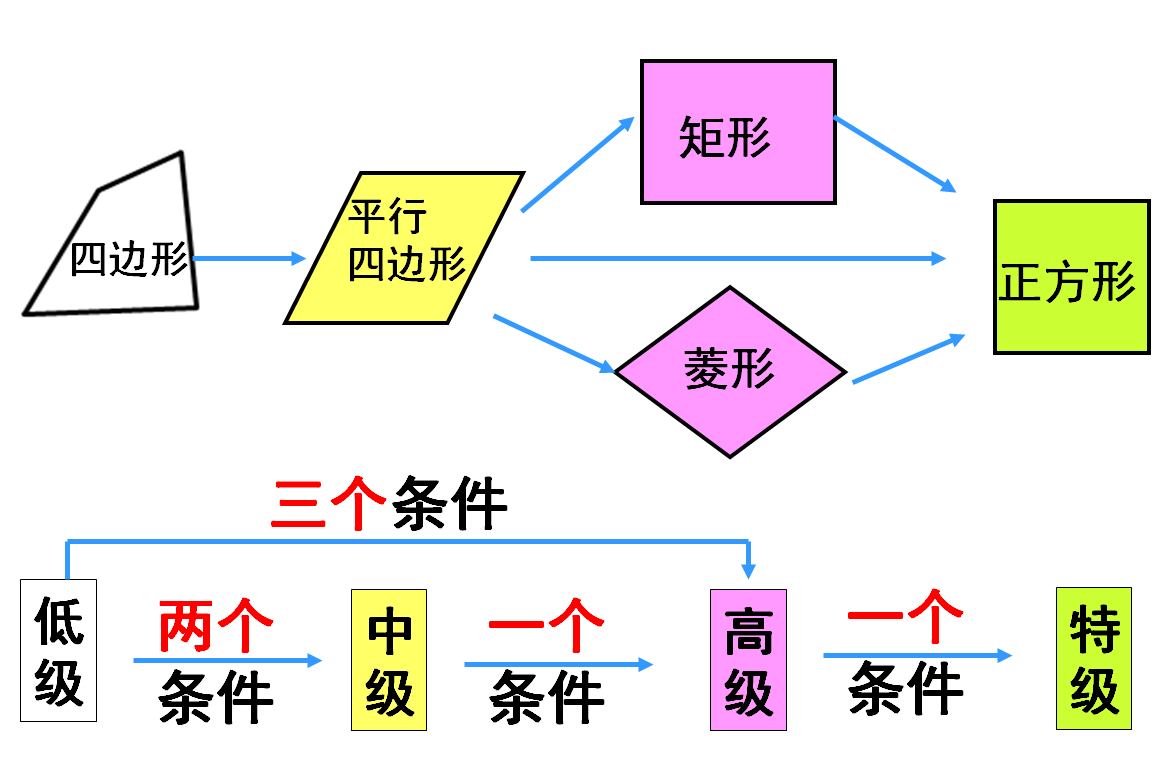 矩形
平行
四边形
四边形
正方形
菱形
三个条件
低级
两个
条件
中级
一个
条件
高级
一个
条件
特级